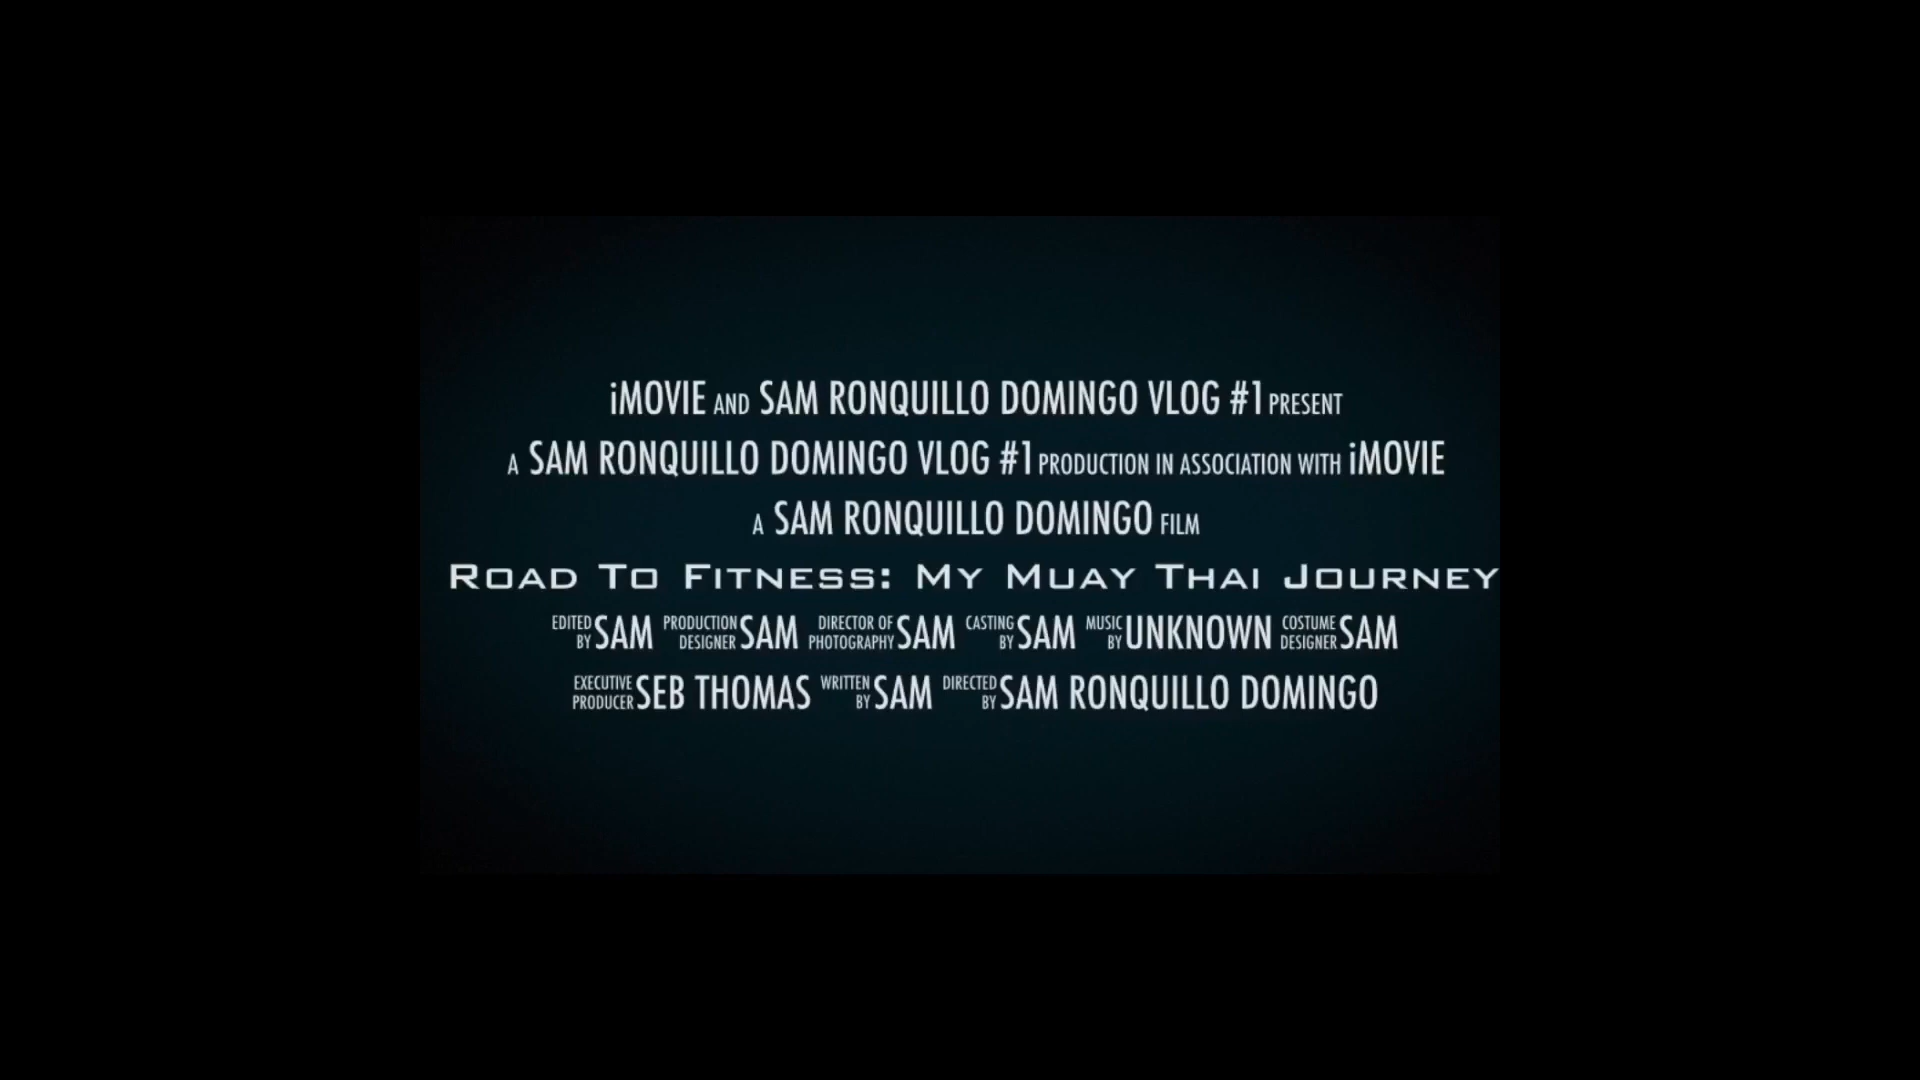 iMOVIE AND SAM RONQUILLO DOMINGO VLOG #1 PRESENT
A SAM RONQUILLO DOMINGO VLOG #1 PRODUCTION IN ASSOCIATION WITH iMOVIE
A SAM RONQUILLO DOMINGO FILM
ROAD TO FITNESS: MY MUAY THAI JOURNEY
EDITED BY SAM PRODUCTION DESIGNER SAM DIRECTOR OF PHOTOGRAPHY SAM CASTING BY SAM MUSIC BY UNKNOWN COSTUME DESIGNER SAM
EXECUTIVE PRODUCER SEB THOMAS WRITTEN BY SAM DIRECTED BY SAM RONQUILLO DOMINGO